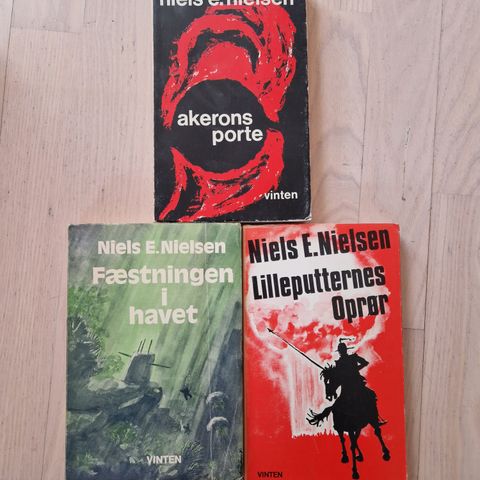 niels e. nielsen
akerons
porte
vinten
Niels E. Nielsen
Fæstningen
i
havet
VINTEN
Niels E. Nielsen
Lilleputternes
Oprør
VINTEN